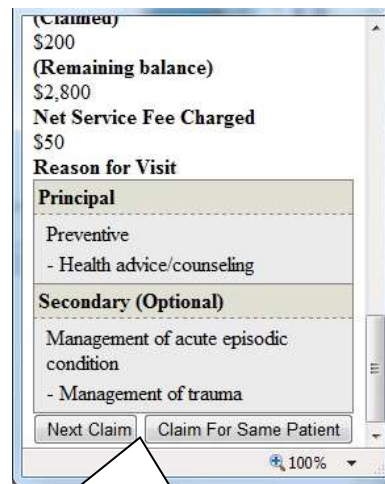 (Claimed)
$200
(Remaining balance)
$2,800
Net Service Fee Charged
$50
Reason for Visit
Principal
Preventive
- Health advice/counseling
Secondary (Optional)
Management of acute episodic
condition
- Management of trauma
Next Claim Claim For Same Patient
100%